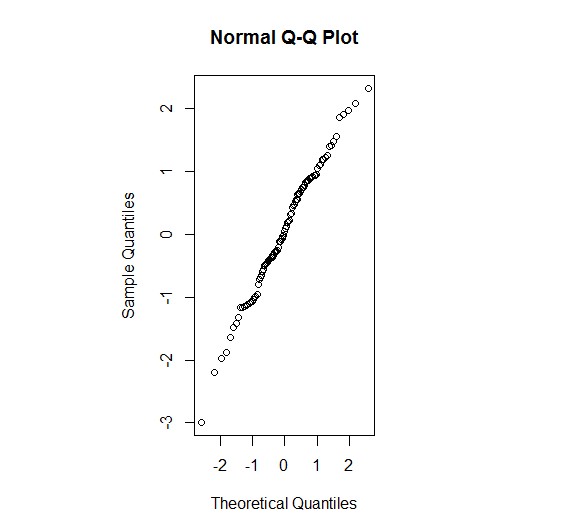 Normal Q-Q Plot
2
1
0
-1
-2
-3
Sample Quantiles
-2 -1 0 1 2
Theoretical Quantiles